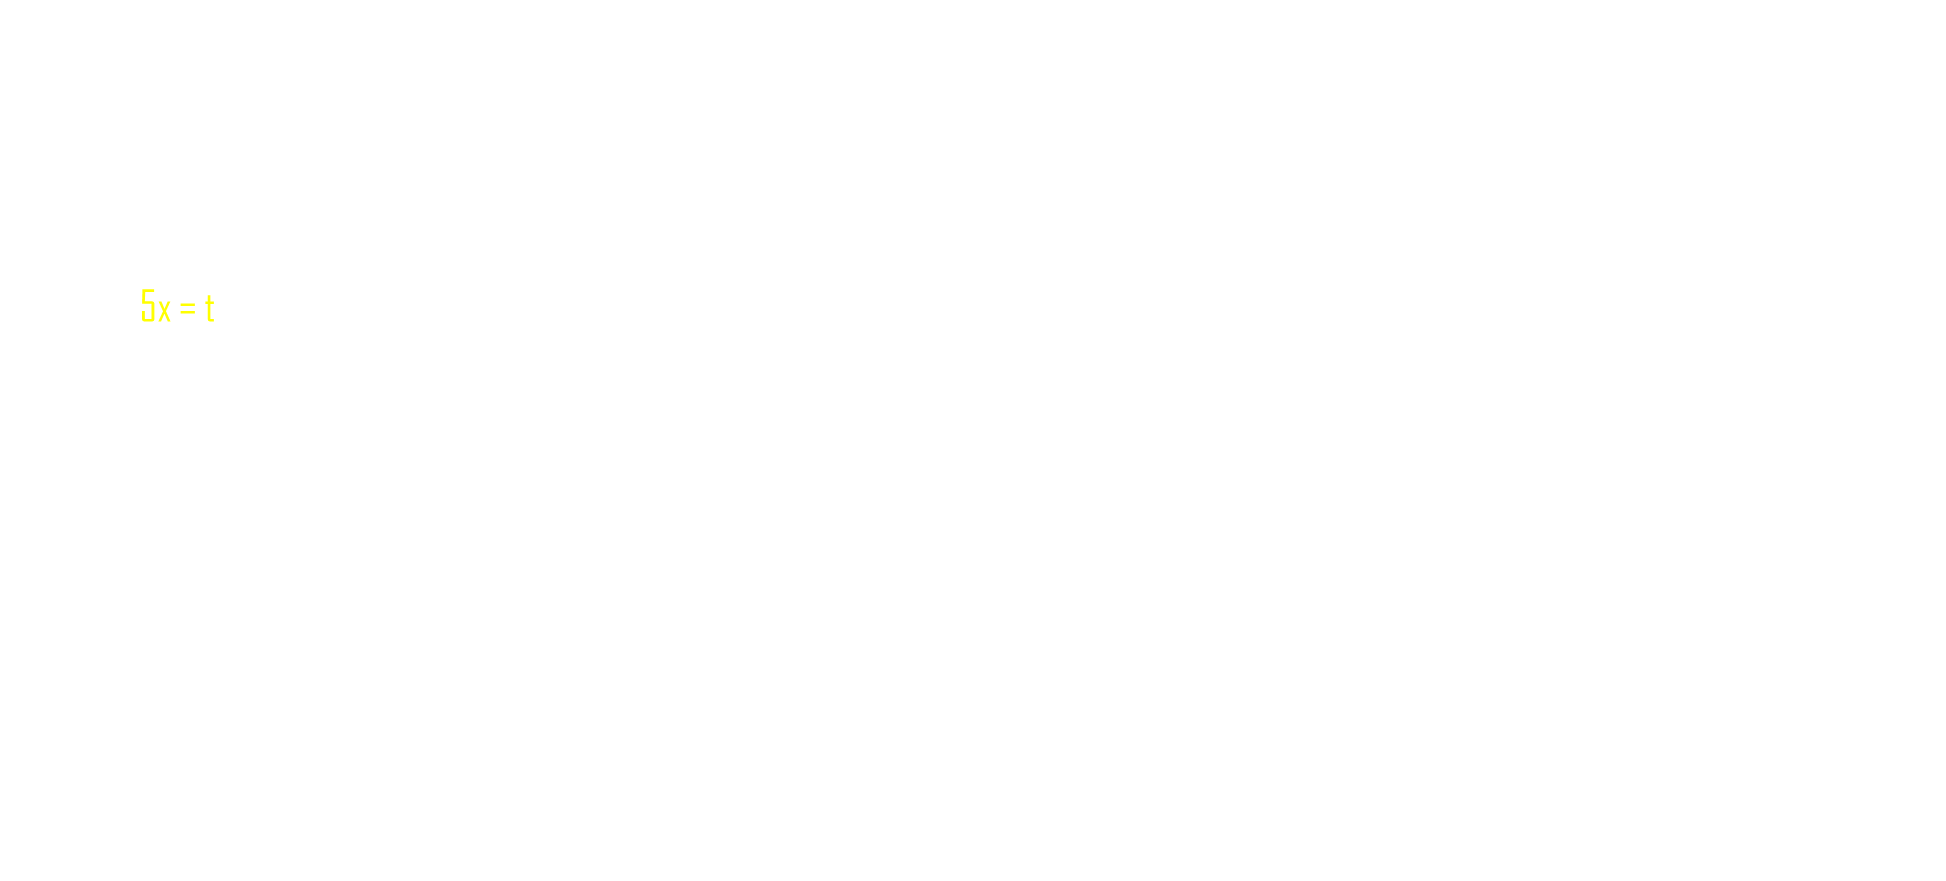 5x = t